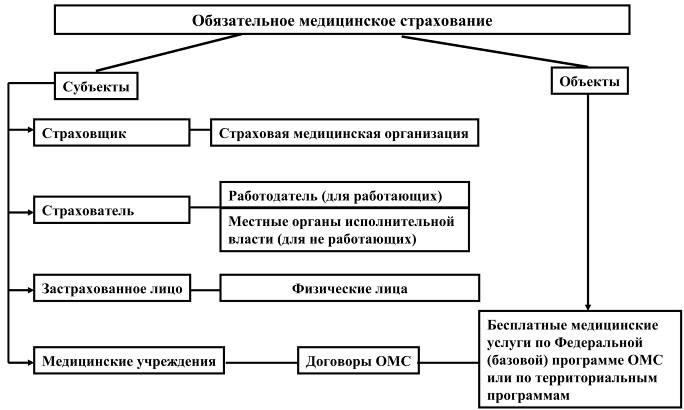 Обязательное медицинское страхование
Субъекты
Объекты
Страховщик
Страховая медицинская организация
Страхователь
Работодатель (для работающих)
Местные органы исполнительной
власти (для не работающих)
Застрахованное лицо
Физические лица
Медицинские учреждения
Договоры ОМС
Бесплатные медицинские
услуги по Федеральной
(базовой) программе ОМС
или по территориальным
программам